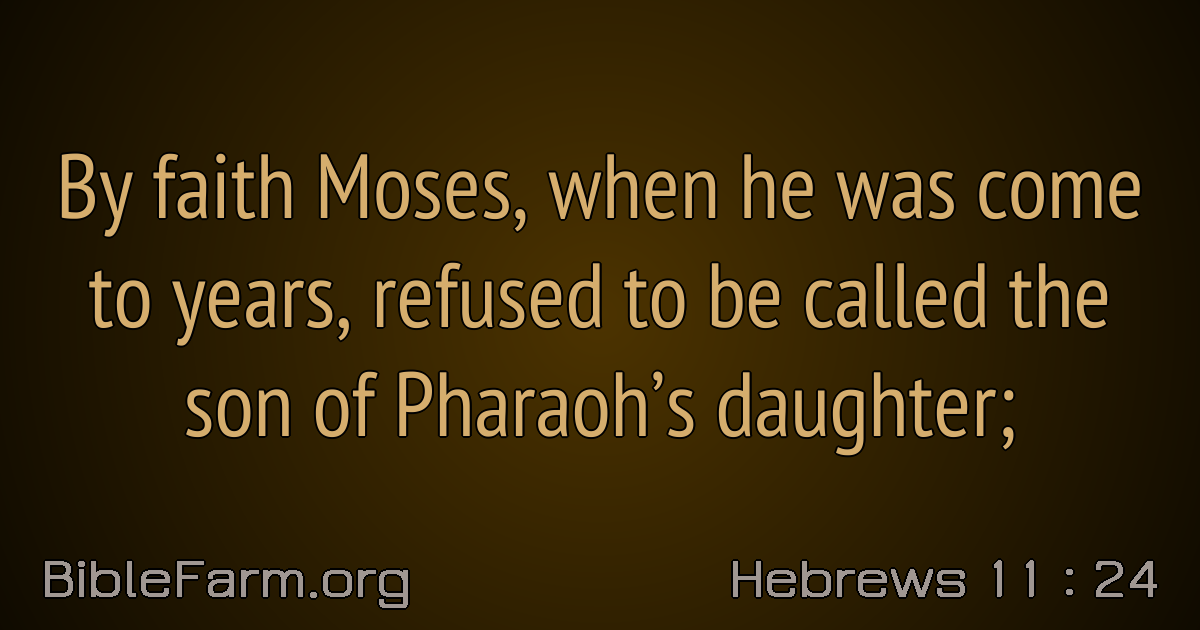 By faith Moses, when he was come
to years, refused to be called the
son of Pharaoh’s daughter;
BibleFarm.org
Hebrews 11 : 24